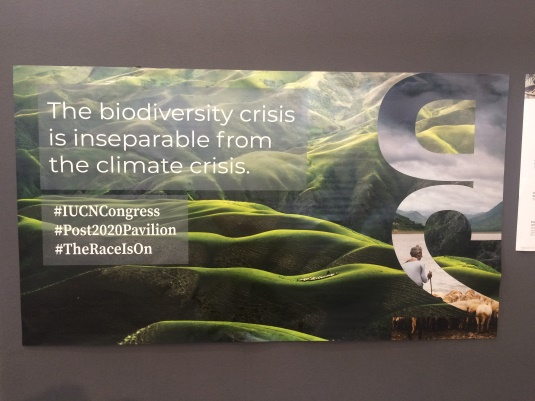 The biodiversity crisis
is inseparable from
the climate crisis.
#IUCNCongress
#Post2020Pavilion
#TheRaceIsOn